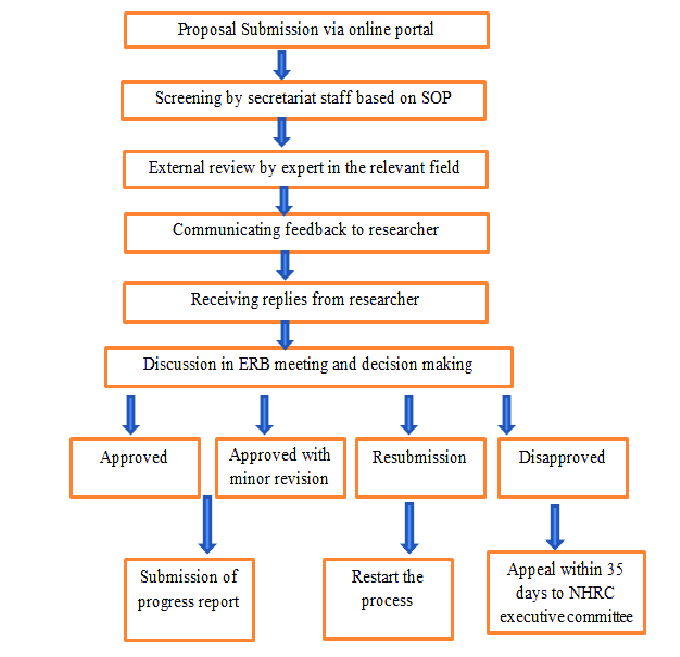 Proposal Submission via online portal
Screening by secretariat staff based on SOP
External review by expert in the relevant field
Communicating feedback to researcher
Receiving replies from researcher
Discussion in ERB meeting and decision making
Approved
Approved with
minor revision
Resubmission
Disapproved
Submission of
progress report
Restart the
process
Appeal within 35
days to NHRC
executive committee